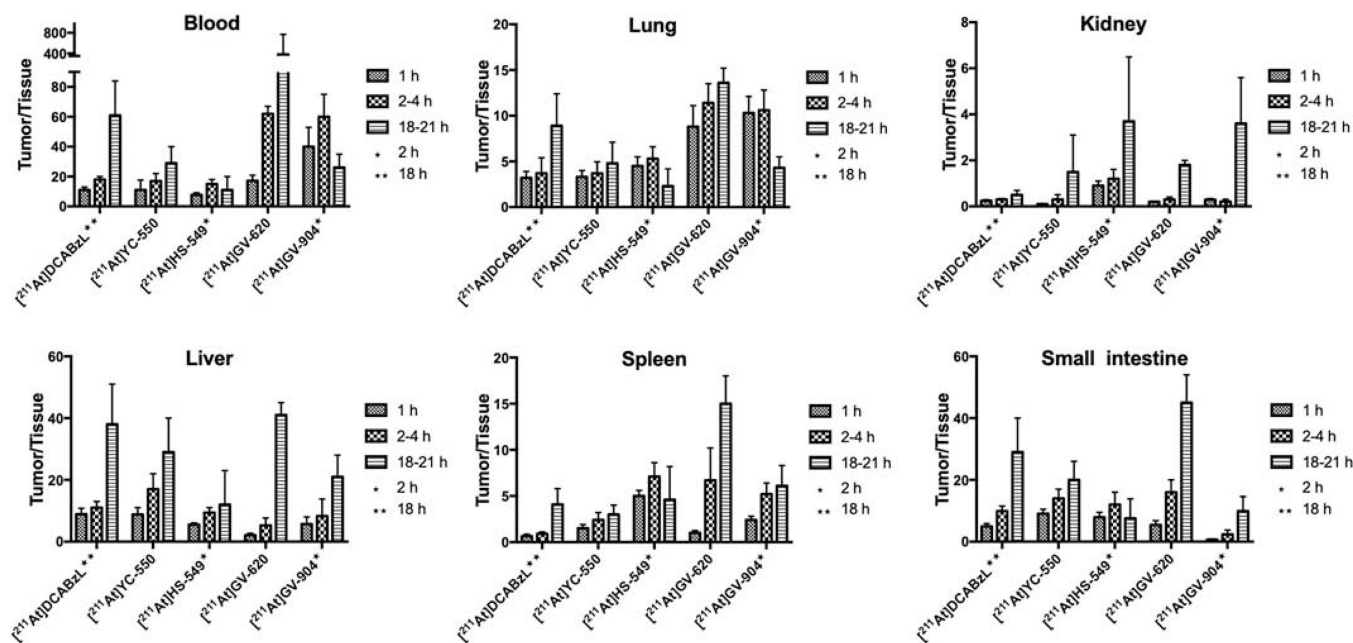 Blood
Tumor/Tissue
800
400
80
60
40
20
0
[²¹¹At]DCABzL**
[²¹¹At]YC-550
[²¹¹At]HS-549*
[²¹¹At]GV-620
[²¹¹At]GV-904*
1 h
2-4 h
18-21 h
* 2 h
** 18 h
Lung
Tumor/Tissue
20
15
10
5
0
[²¹¹At]DCABzL**
[²¹¹At]YC-550
[²¹¹At]HS-549*
[²¹¹At]GV-620
[²¹¹At]GV-904*
1 h
2-4 h
18-21 h
* 2 h
** 18 h
Kidney
Tumor/Tissue
8
6
4
2
0
[²¹¹At]DCABzL**
[²¹¹At]YC-550
[²¹¹At]HS-549*
[²¹¹At]GV-620
[²¹¹At]GV-904*
1 h
2-4 h
18-21 h
* 2 h
** 18 h
Liver
Tumor/Tissue
60
40
20
0
[²¹¹At]DCABzL**
[²¹¹At]YC-550
[²¹¹At]HS-549*
[²¹¹At]GV-620
[²¹¹At]GV-904*
1 h
2-4 h
18-21 h
* 2 h
** 18 h
Spleen
Tumor/Tissue
20
15
10
5
0
[²¹¹At]DCABzL**
[²¹¹At]YC-550
[²¹¹At]HS-549*
[²¹¹At]GV-620
[²¹¹At]GV-904*
1 h
2-4 h
18-21 h
* 2 h
** 18 h
Small intestine
Tumor/Tissue
60
40
20
0
[²¹¹At]DCABzL**
[²¹¹At]YC-550
[²¹¹At]HS-549*
[²¹¹At]GV-620
[²¹¹At]GV-904*
1 h
2-4 h
18-21 h
* 2 h
** 18 h